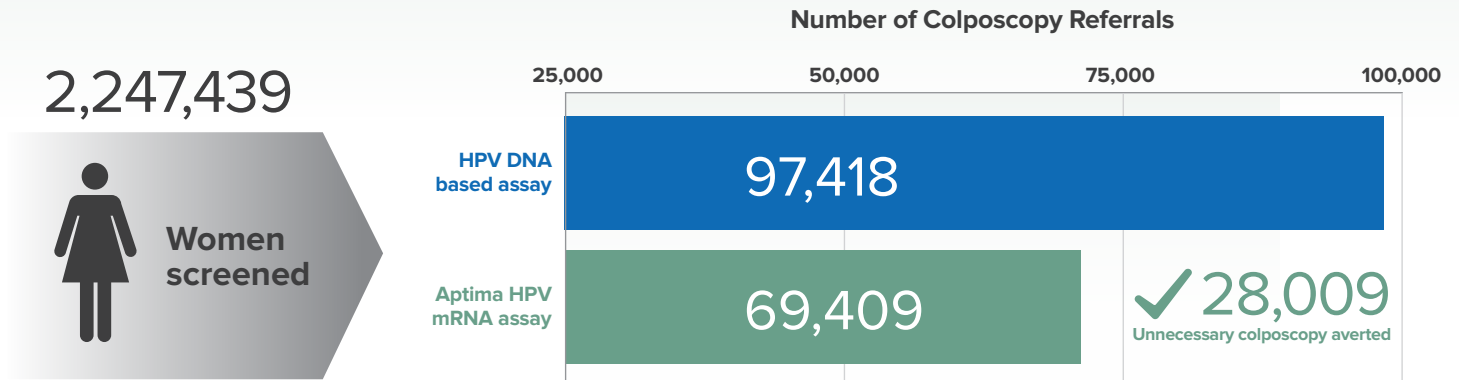 Number of Colposcopy Referrals
25,000 50,000 75,000 100,000
2,247,439
Women
screened
HPV DNA
based assay
97,418
Aptima HPV
mRNA assay
69,409
28,009
Unnecessary colposcopy averted